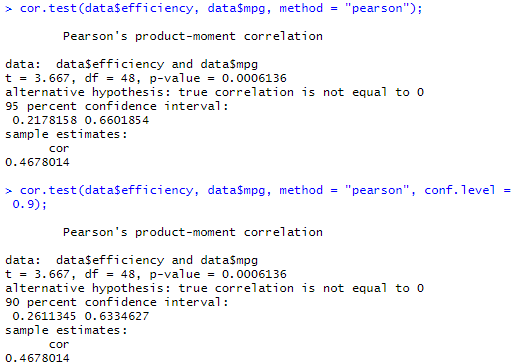 > cor.test(data$efficiency, data$mpg, method = "pearson");
Pearson's product-moment correlation
data:  data$efficiency and data$mpg
t = 3.667, df = 48, p-value = 0.0006136
alternative hypothesis: true correlation is not equal to 0
95 percent confidence interval:
0.2178158 0.6601854
sample estimates:
cor
0.4678014
> cor.test(data$efficiency, data$mpg, method = "pearson", conf.level =
0.9);
Pearson's product-moment correlation
data:  data$efficiency and data$mpg
t = 3.667, df = 48, p-value = 0.0006136
alternative hypothesis: true correlation is not equal to 0
90 percent confidence interval:
0.2611345 0.6334627
sample estimates:
cor
0.4678014